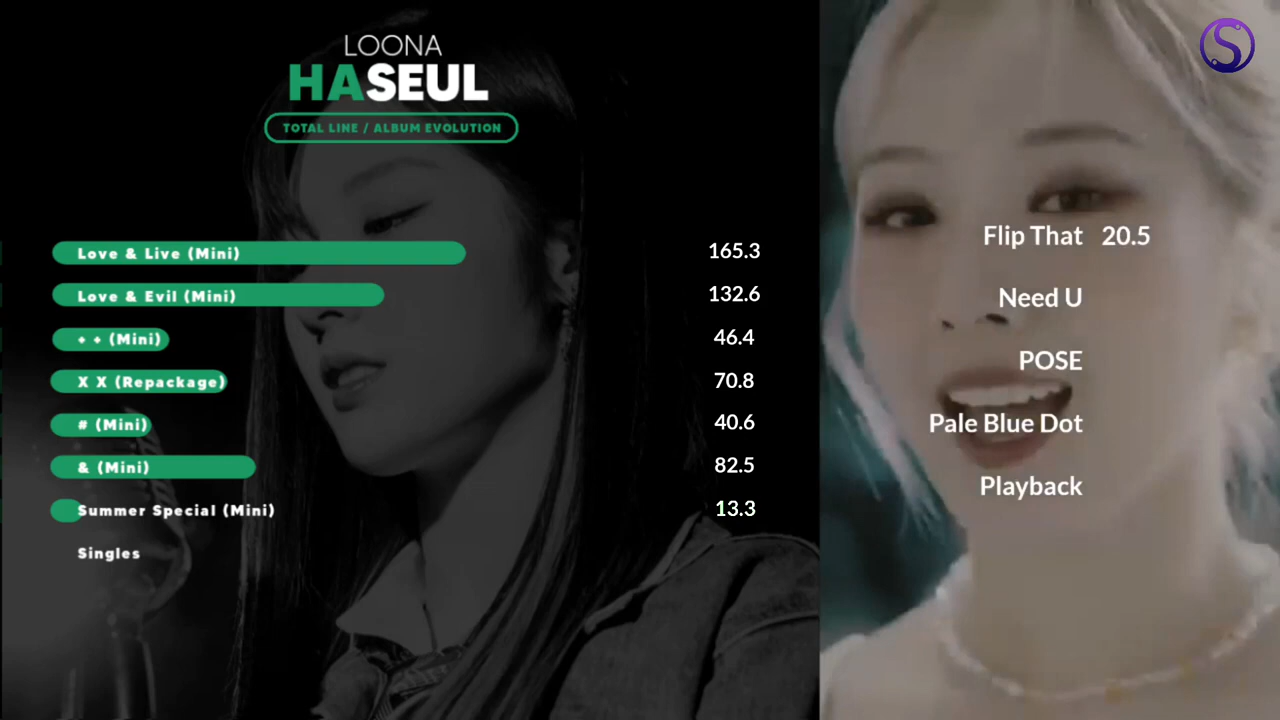 LOONA
HASEUL
TOTAL LINE / ALBUM EVOLUTION
Love & Live (Mini) 165.3
Love & Evil (Mini) 132.6
+ + (Mini) 46.4
X X (Repackage) 70.8
# (Mini) 40.6
& (Mini) 82.5
Summer Special (Mini) 13.3
Singles
Flip That 20.5
Need U
POSE
Pale Blue Dot
Playback
S